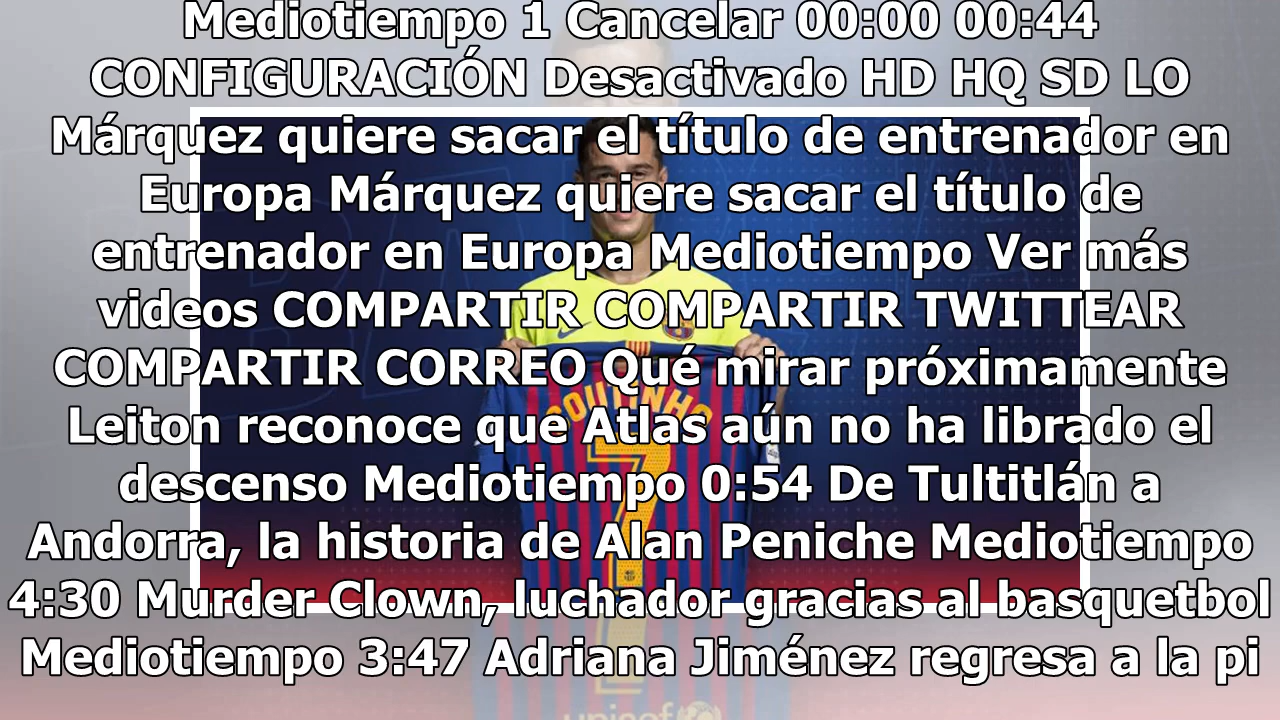 Mediotiempo 1 Cancelar 00:00 00:44
CONFIGURACIÓN Desactivado HD HQ SD LO
Márquez quiere sacar el título de entrenador en
Europa Márquez quiere sacar el título de
entrenador en Europa Mediotiempo Ver más
videos COMPARTIR COMPARTIR TWITTEAR
COMPARTIR CORREO Qué mirar próximamente
Leiton reconoce que Atlas aún no ha librado el
descenso Mediotiempo 0:54 De Tultitlán a
Andorra, la historia de Alan Peniche Mediotiempo
4:30 Murder Clown, luchador gracias al basquetbol
Mediotiempo 3:47 Adriana Jiménez regresa a la pi
COUTINHO
7
unicef